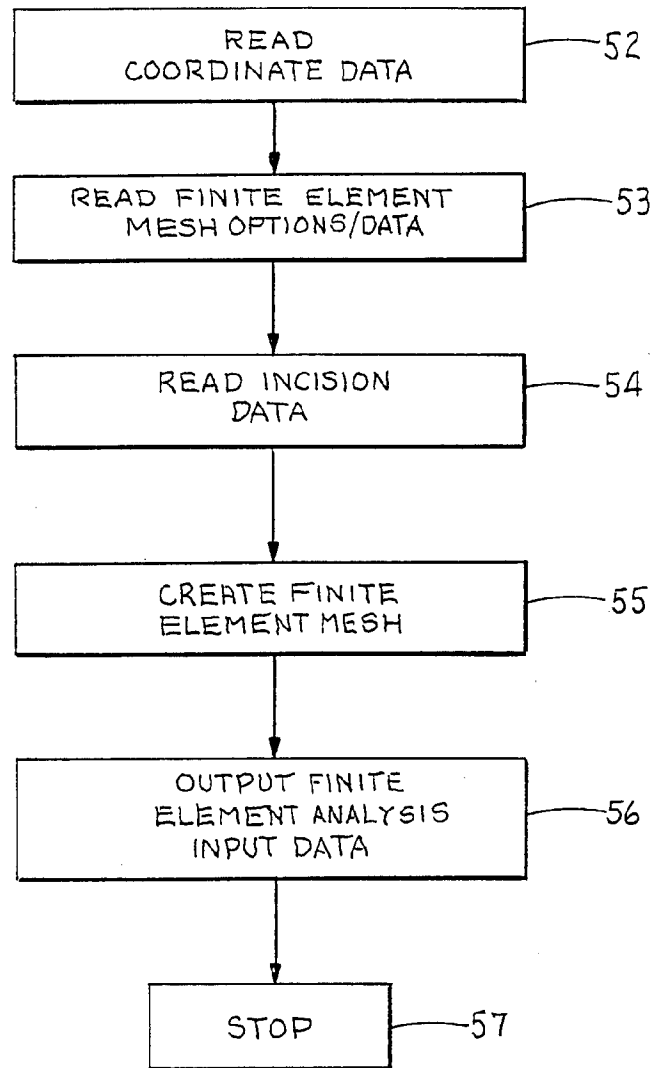 READ
COORDINATE DATA
52
READ FINITE ELEMENT
MESH OPTIONS/DATA
53
READ INCISION
DATA
54
CREATE FINITE
ELEMENT MESH
55
OUTPUT FINITE
ELEMENT ANALYSIS
INPUT DATA
56
STOP
57